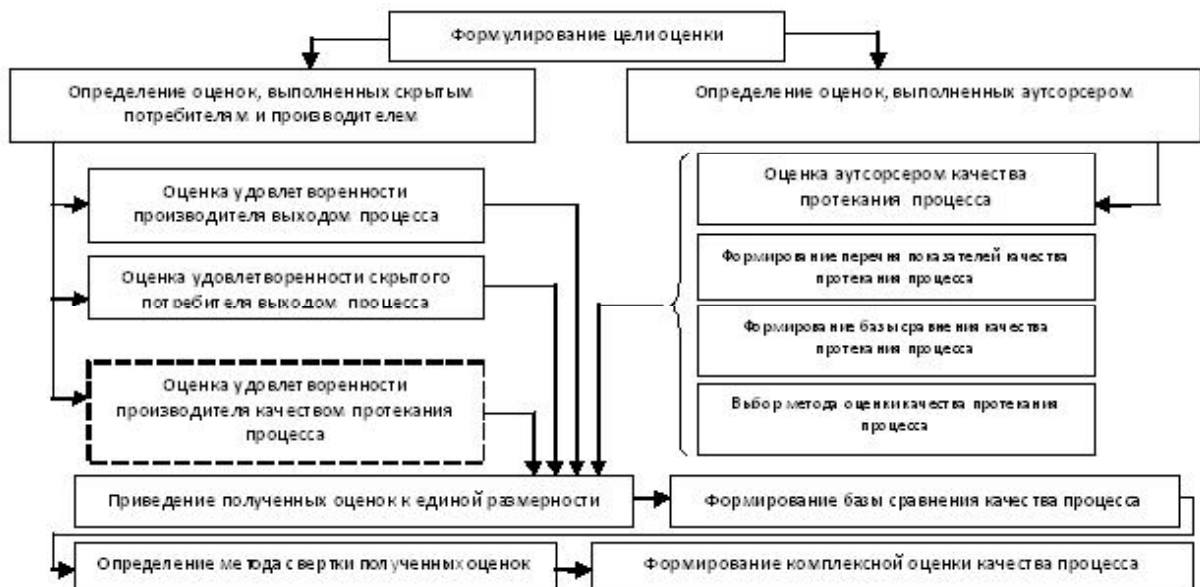 Формулирование цели оценки
Определение оценок, выполненных скрытым
потребителям и производителем
Определение оценок, выполненных аутсорсером
Оценка удовлетворенности
производителя выходом процесса
Оценка удовлетворенности скрытого
потребителя выходом процесса
Оценка удовлетворенности
производителя качеством протекания
процесса
Оценка аутсорсером качества
протекания процесса
Формирование перечня показателей качества
протекания процесса
Формирование базы сравнения качества
протекания процесса
Выбор метода оценки качества протекания
процесса
Приведение полученных оценок к единой размерности
Формирование базы сравнения качества процесса
Определение метода свертки полученных оценок
Формирование комплексной оценки качества процесса